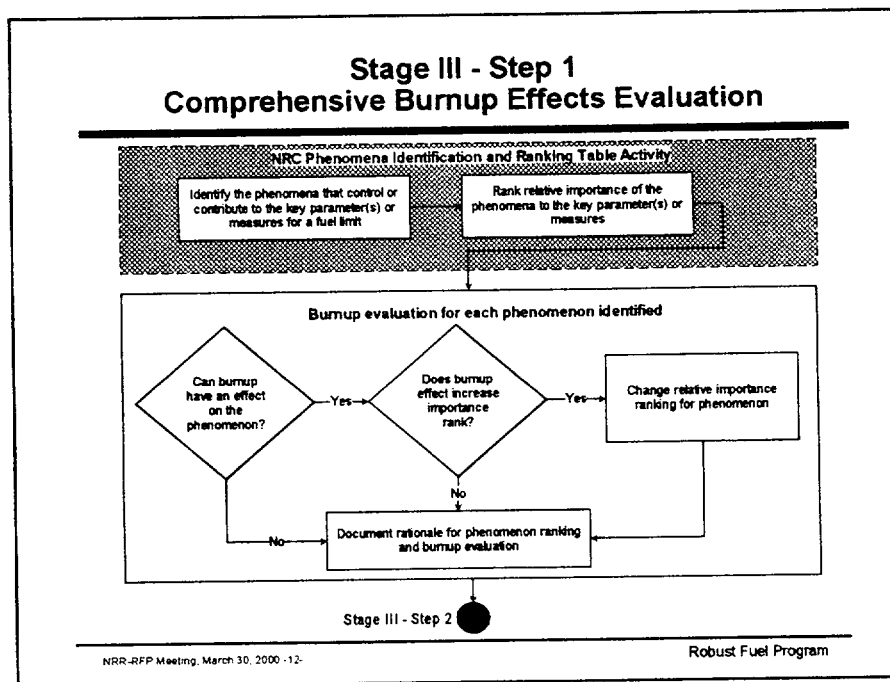 Stage III - Step 1
Comprehensive Burnup Effects Evaluation
NRC Phenomena Identification and Ranking Table Activity
Identify the phenomena that control or
contribute to the key parameter(s) or
measures for a fuel limit
Rank relative importance of the
phenomena to the key parameter(s) or
measures
Burnup evaluation for each phenomenon identified
Can burnup
have an effect
on the
phenomenon?
Yes
Does burnup
effect increase
importance
rank?
Yes
Change relative importance
ranking for phenomenon
No
No
Document rationale for phenomenon ranking
and burnup evaluation
Stage III - Step 2
NRR-RFP Meeting, March 30, 2000 -12-
Robust Fuel Program